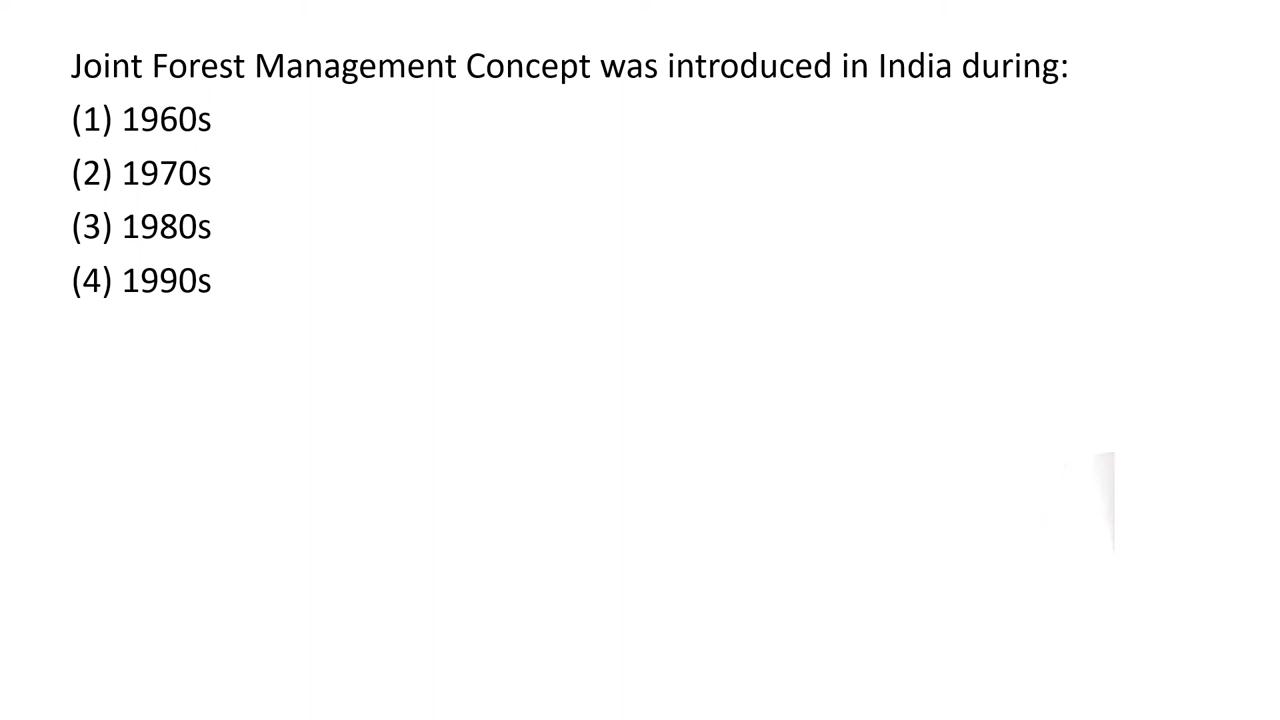 Joint Forest Management Concept was introduced in India during:
(1) 1960s
(2) 1970s
(3) 1980s
(4) 1990s